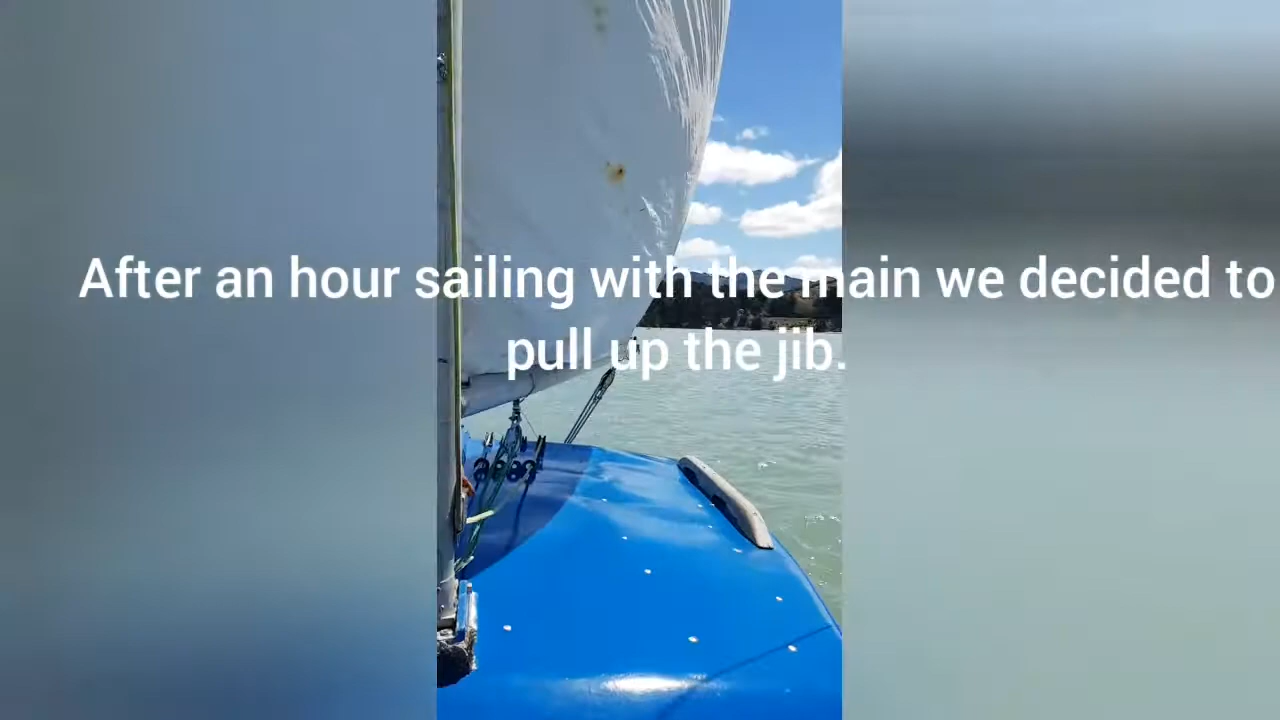 After an hour sailing with the main we decided to
pull up the jib.